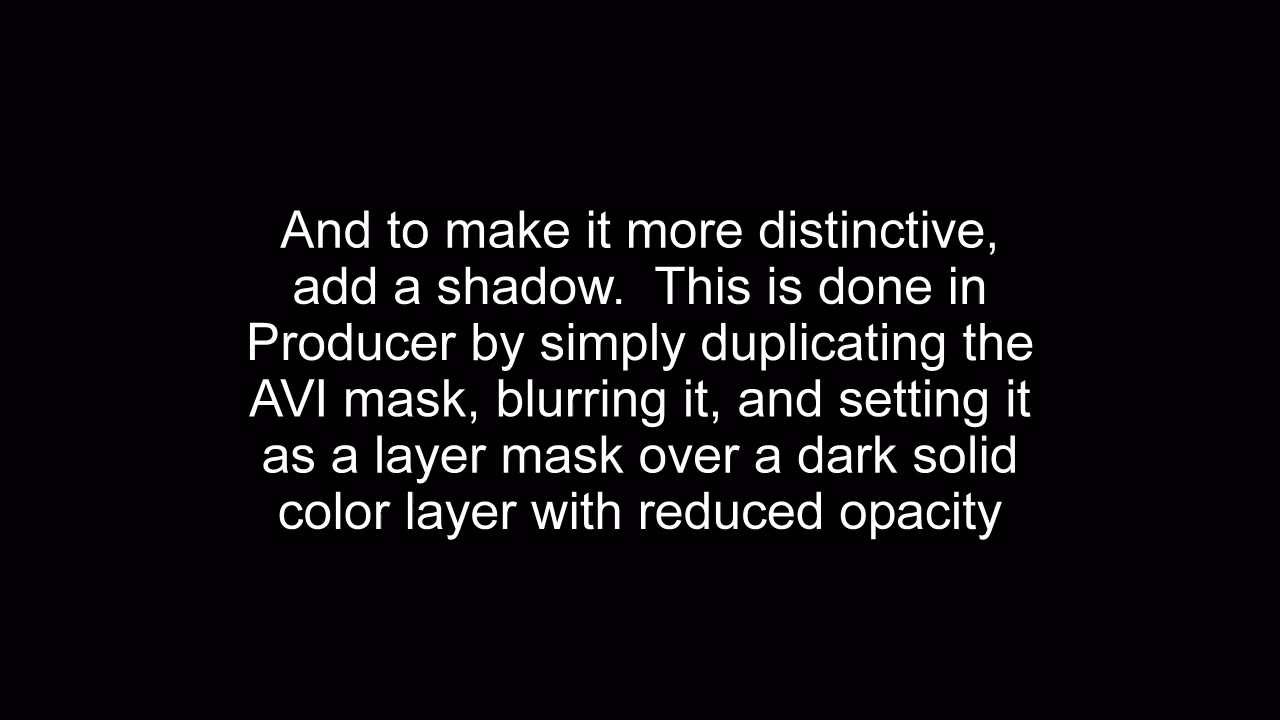 And to make it more distinctive,
add a shadow.  This is done in
Producer by simply duplicating the
AVI mask, blurring it, and setting it
as a layer mask over a dark solid
color layer with reduced opacity